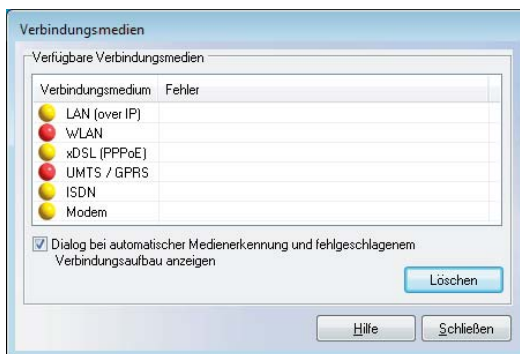 Verbindungsmedien
Verfügbare Verbindungsmedien
Verbindungsmedium Fehler
LAN (over IP)
WLAN
xDSL (PPPoE)
UMTS / GPRS
ISDN
Modem
Dialog bei automatischer Medienerkennung und fehlgeschlagenem
Verbindungsaufbau anzeigen
Löschen
Hilfe Schließen